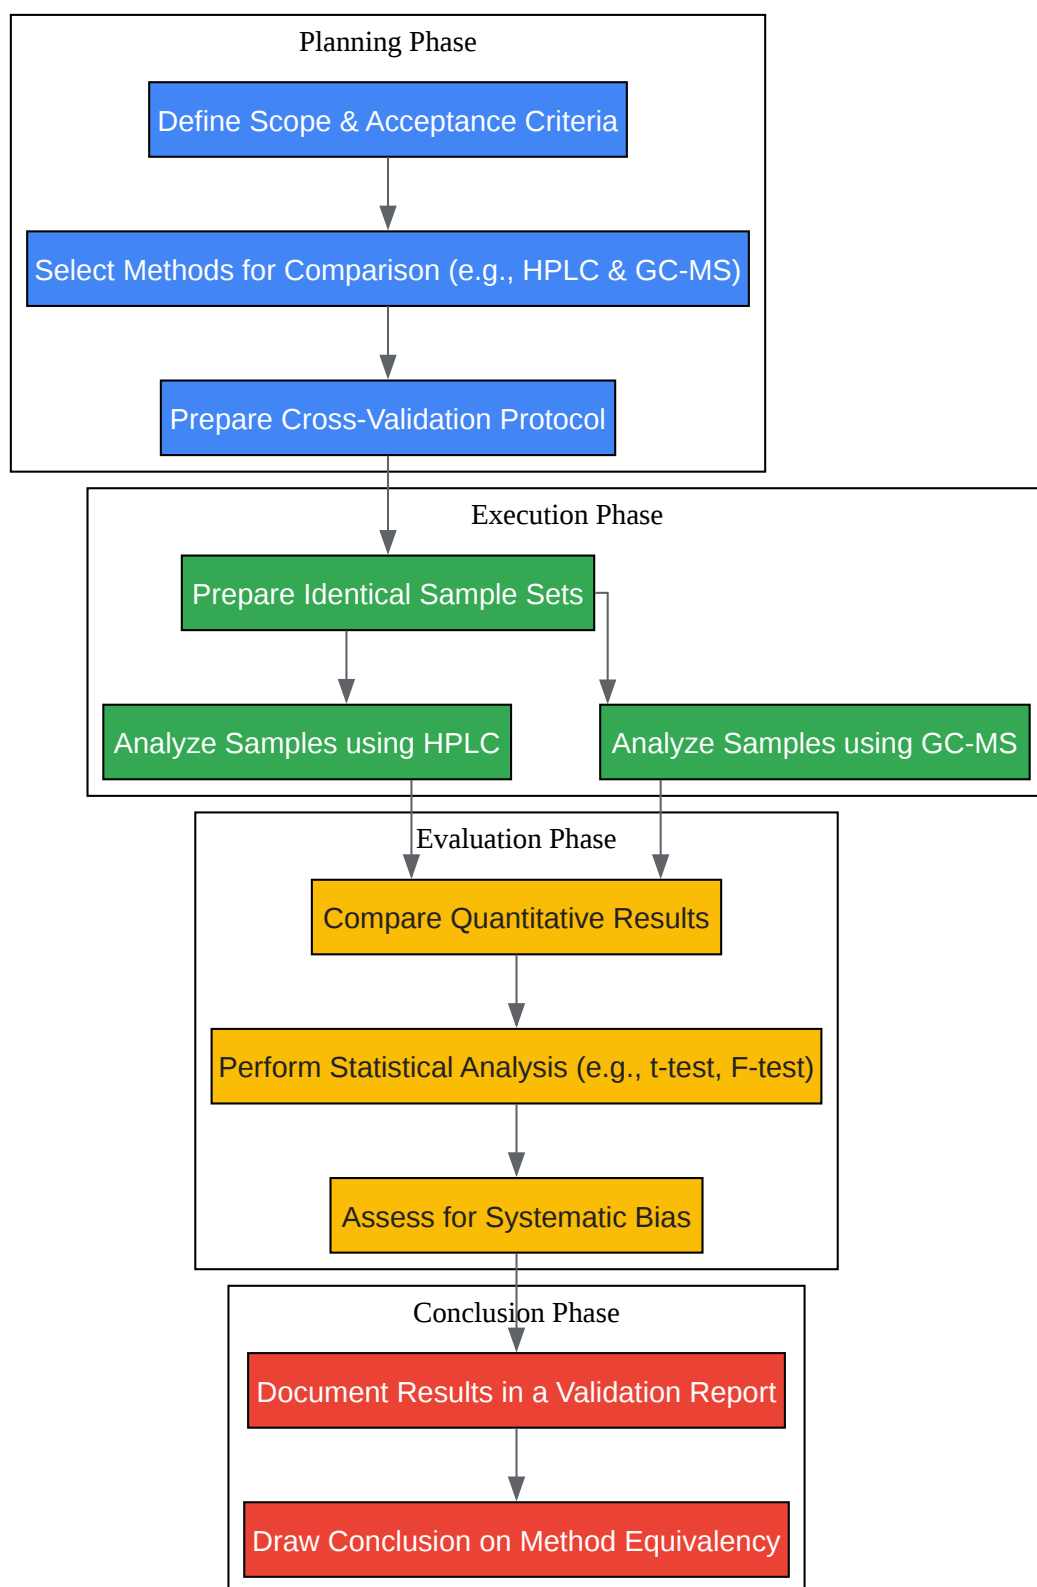 Planning Phase
Define Scope & Acceptance Criteria
Select Methods for Comparison (e.g., HPLC & GC-MS)
Prepare Cross-Validation Protocol
Execution Phase
Prepare Identical Sample Sets
Analyze Samples using HPLC
Analyze Samples using GC-MS
Evaluation Phase
Compare Quantitative Results
Perform Statistical Analysis (e.g., t-test, F-test)
Assess for Systematic Bias
Conclusion Phase
Document Results in a Validation Report
Draw Conclusion on Method Equivalency